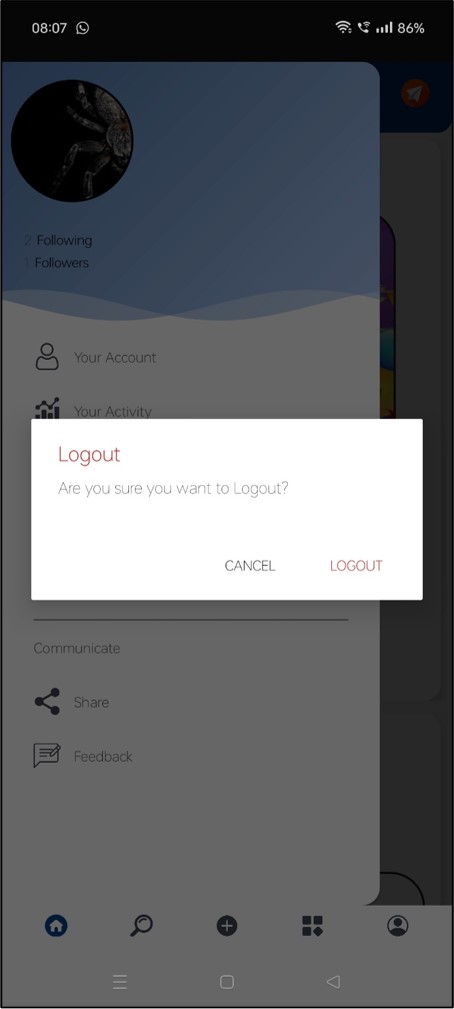 08:07 86%
2 Following
1 Followers
Your Account
Your Activity
Logout
Are you sure you want to Logout?
CANCEL LOGOUT
Communicate
Share
Feedback